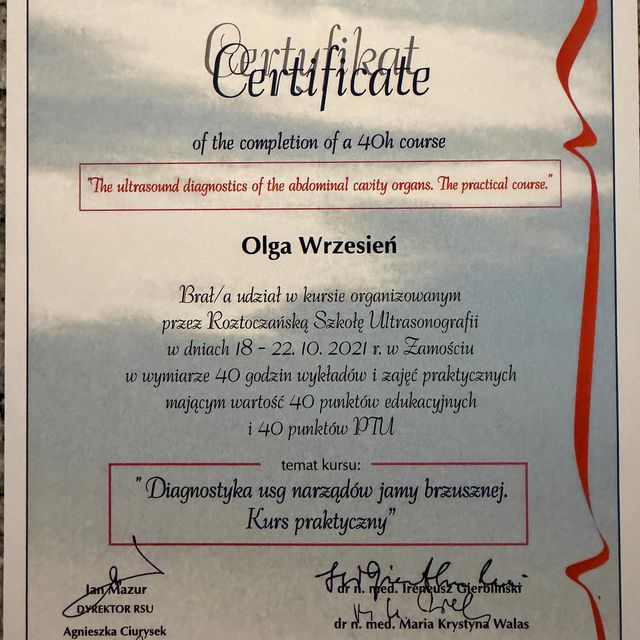 Certyfikat
Certificate
of the completion of a 40h course
"The ultrasound diagnostics of the abdominal cavity organs. The practical course."
Olga Wrzesień
Brał/a udział w kursie organizowanym
przez Roztoczańską Szkołę Ultrasonografii
w dniach 18 - 22. 10. 2021 r. w Zamościu
w wymiarze 40 godzin wykładów i zajęć praktycznych
mającym wartość 40 punktów edukacyjnych
i 40 punktów PTU
temat kursu:
"Diagnostyka usg narządów jamy brzusznej.
Kurs praktyczny"
Jan Mazur
DYREKTOR RSU
Agnieszka Ciurysek
dr n. med. Ireneusz Gierbliński
dr n. med. Maria Krystyna Walas